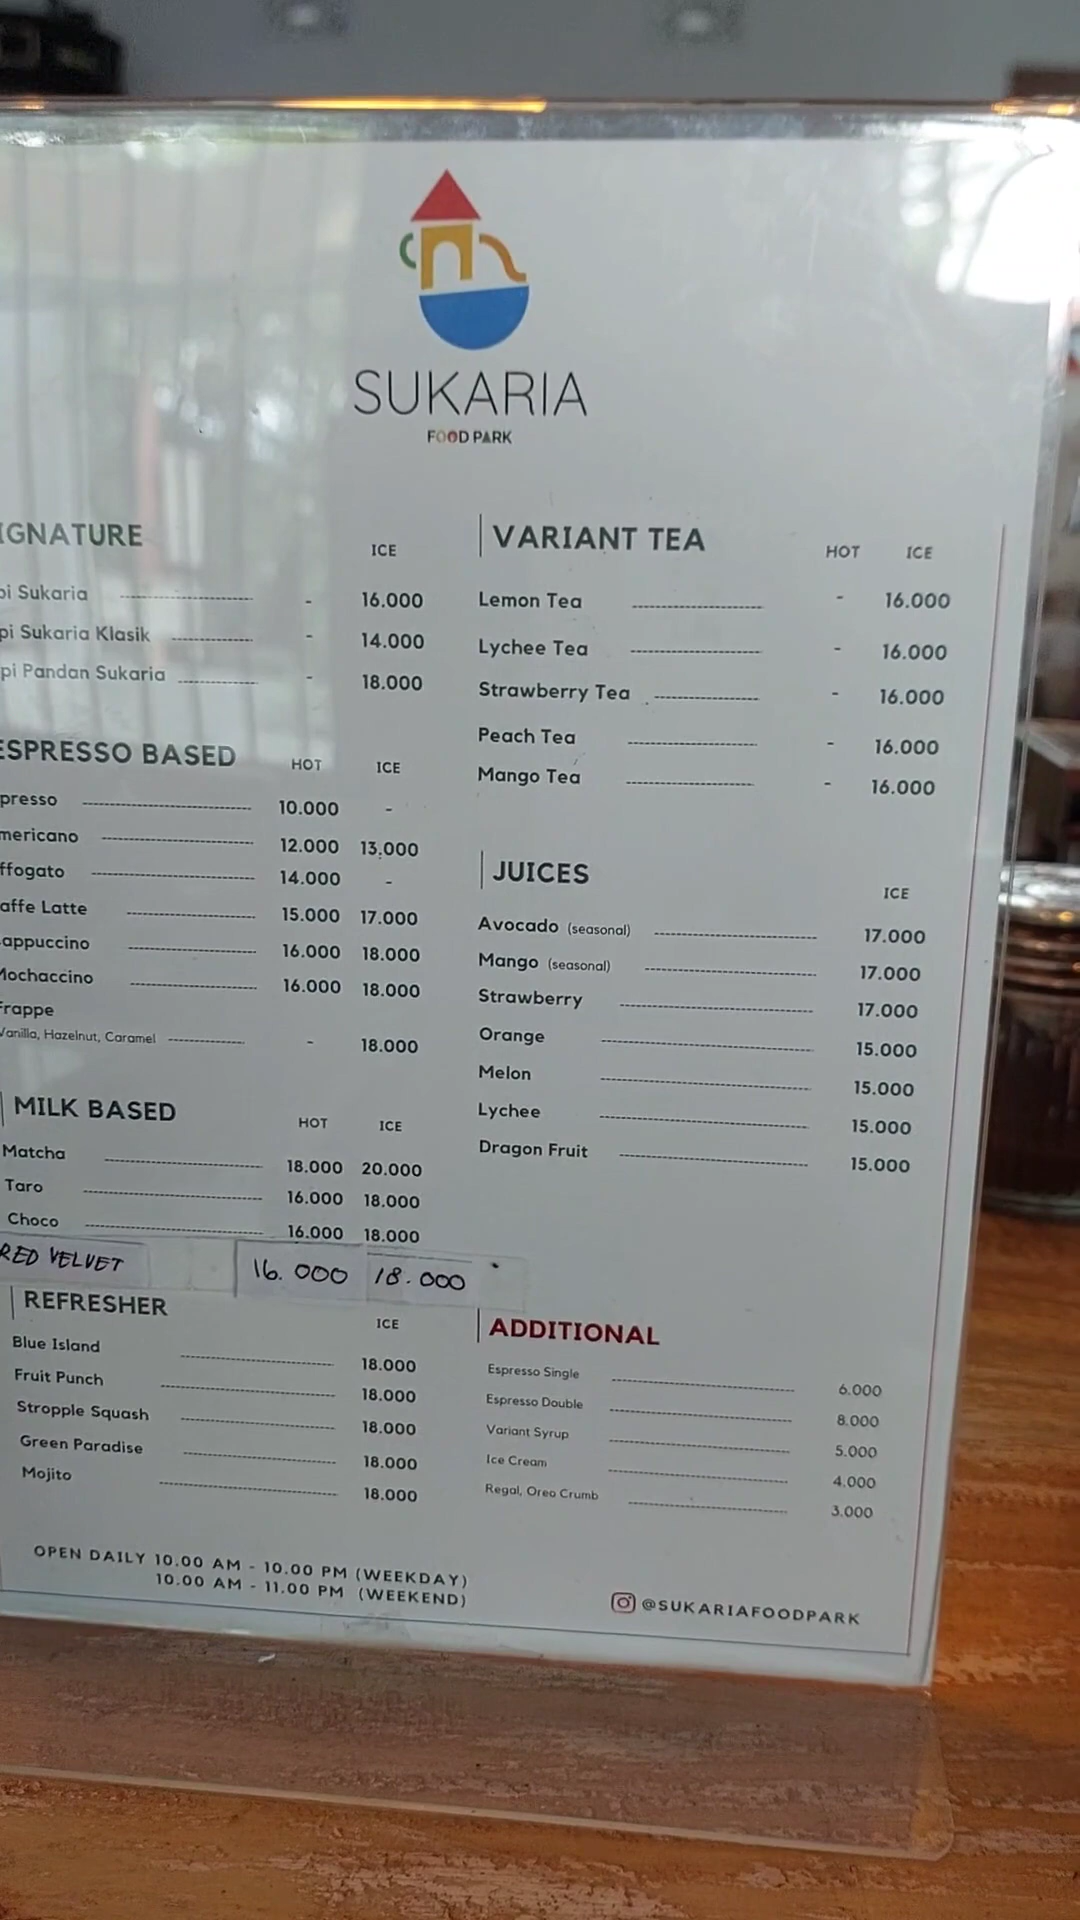 SUKARIA
FOOD PARK
IGNATURE
ICE
pi Sukaria - 16.000
pi Sukaria Klasik - 14.000
pi Pandan Sukaria - 18.000
ESPRESSO BASED HOT ICE
presso 10.000 -
mericano 12.000 13.000
ffogato 14.000 -
affe Latte 15.000 17.000
appuccino 16.000 18.000
Mochaccino 16.000 18.000
Frappe
Vanilla, Hazelnut, Caramel - 18.000
MILK BASED HOT ICE
Matcha 18.000 20.000
Taro 16.000 18.000
Choco 16.000 18.000
RED VELVET 16.000 18.000
REFRESHER ICE
Blue Island 18.000
Fruit Punch 18.000
Stropple Squash 18.000
Green Paradise 18.000
Mojito 18.000
VARIANT TEA HOT ICE
Lemon Tea - 16.000
Lychee Tea - 16.000
Strawberry Tea - 16.000
Peach Tea - 16.000
Mango Tea - 16.000
JUICES ICE
Avocado (seasonal) 17.000
Mango (seasonal) 17.000
Strawberry 17.000
Orange 15.000
Melon 15.000
Lychee 15.000
Dragon Fruit 15.000
ADDITIONAL
Espresso Single 6.000
Espresso Double 8.000
Variant Syrup 5.000
Ice Cream 4.000
Regal, Oreo Crumb 3.000
OPEN DAILY 10.00 AM - 10.00 PM (WEEKDAY)
10.00 AM - 11.00 PM (WEEKEND)
@SUKARIAFOODPARK